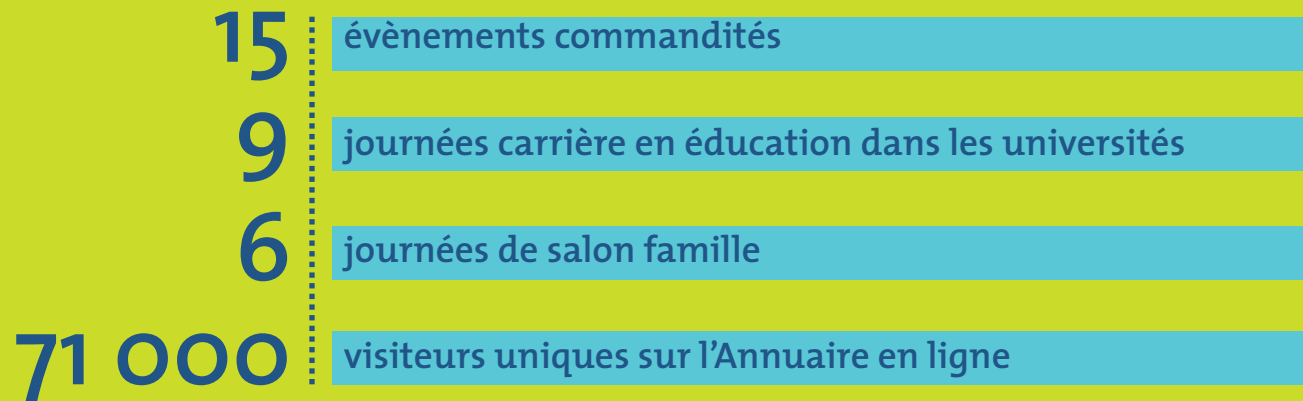 15 évènements commandités
9 journées carrière en éducation dans les universités
6 journées de salon famille
71 000 visiteurs uniques sur l’Annuaire en ligne